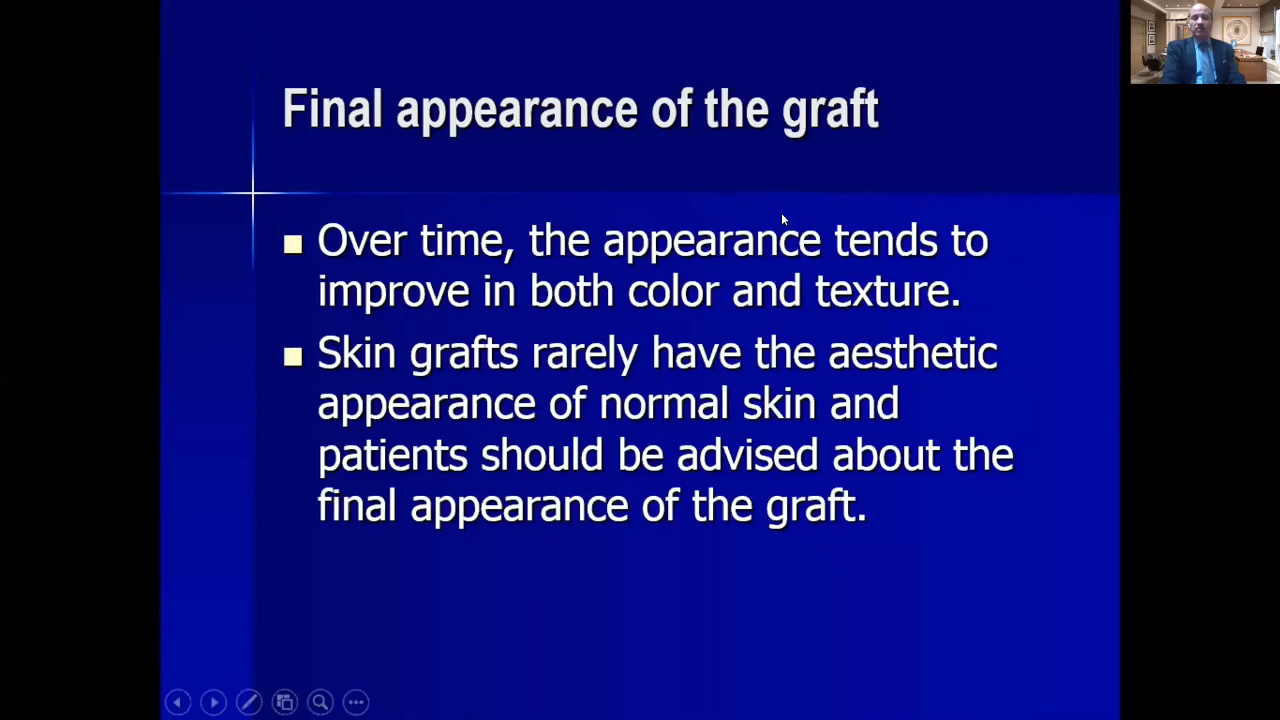 Final appearance of the graft
Over time, the appearance tends to
improve in both color and texture.
Skin grafts rarely have the aesthetic
appearance of normal skin and
patients should be advised about the
final appearance of the graft.